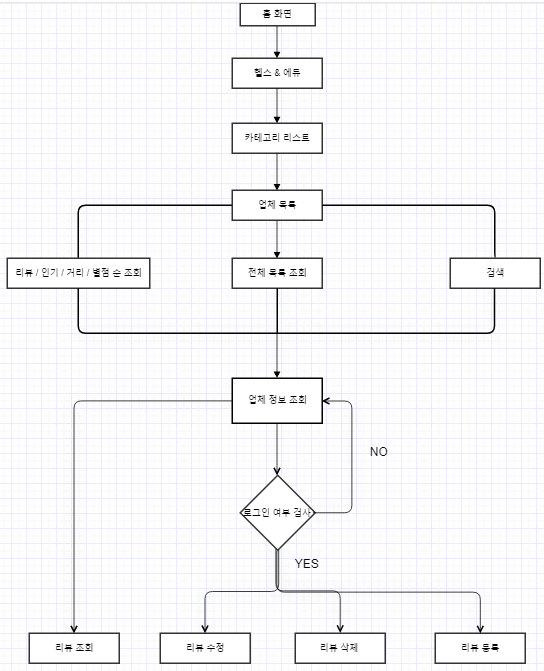 홈 화면
헬스 & 에듀
카테고리 리스트
업체 목록
리뷰 / 인기 / 거리 / 별점 순 조회
전체 목록 조회
검색
업체 정보 조회
NO
로그인 여부 검사
YES
리뷰 조회
리뷰 수정
리뷰 삭제
리뷰 등록